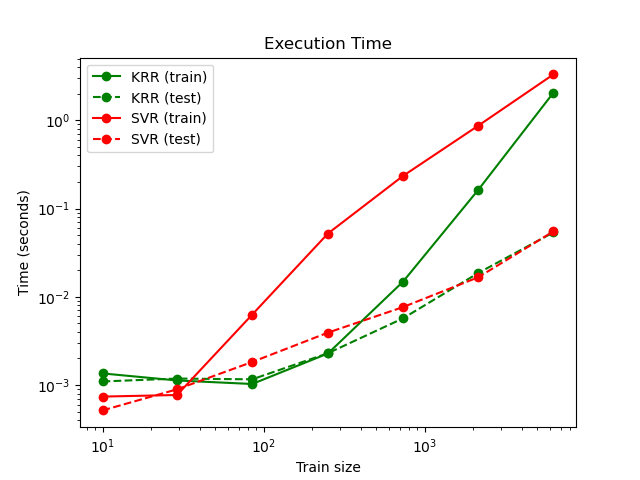 Execution Time
KRR (train)
KRR (test)
SVR (train)
SVR (test)
Time (seconds)
10⁰
10⁻¹
10⁻²
10⁻³
10¹
10²
10³
Train size